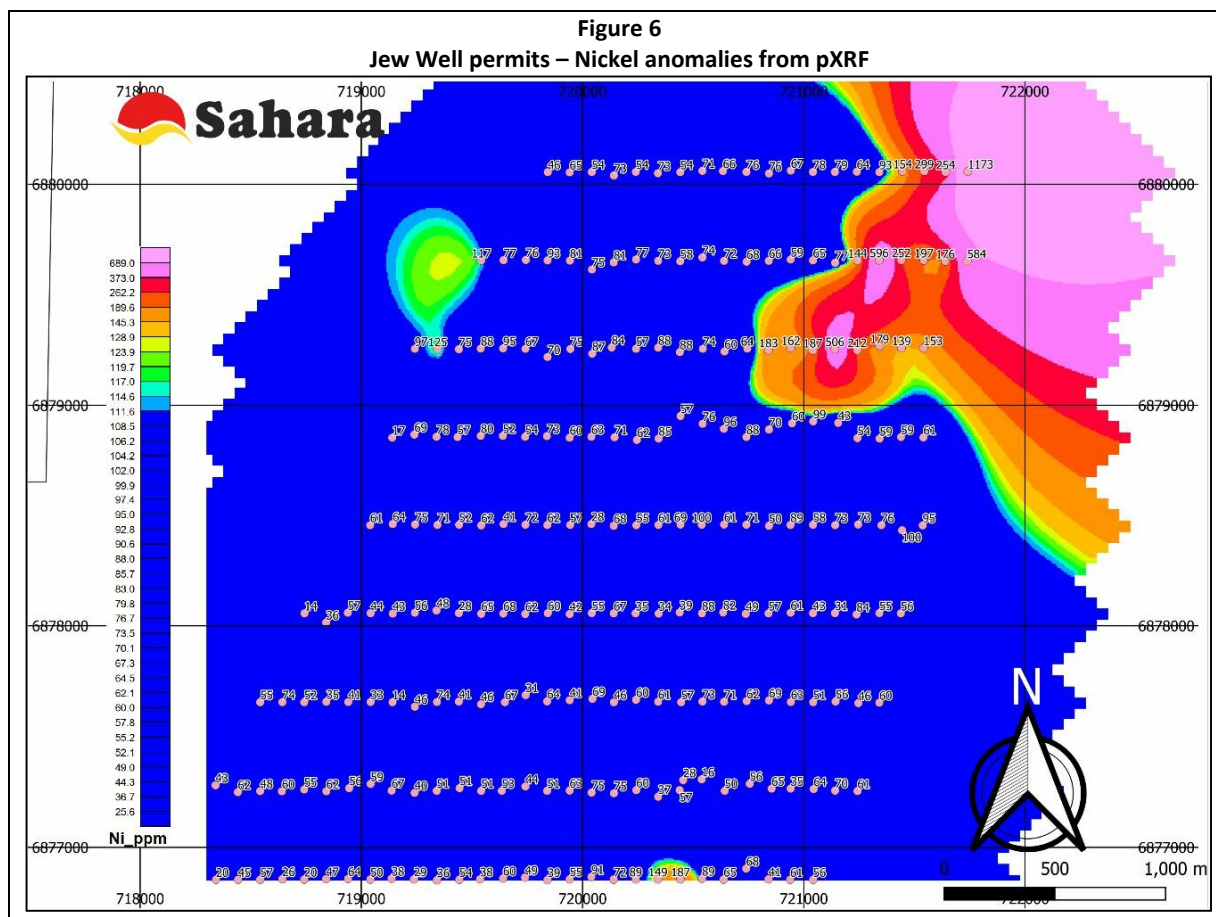 Figure 6
Jew Well permits – Nickel anomalies from pXRF
718000 719000 720000 721000 722000
Sahara
46 65 54 73 54 73 54 71 66 76 76 67 78 79 64 93 154 299 254 1173
6880000 6880000
117 77 76 93 81 75 81 77 73 58 74 72 68 66 59 65 77 144 596 252 197 176 584
97 125 75 88 95 67 70 75 87 84 57 88 88 74 60 64 183 162 187 506 212 179 139 153
6879000 6879000
17 69 78 57 80 52 54 73 60 63 71 62 85 57 76 96 88 70 60 99 43 54 59 59 61
61 64 75 71 52 62 41 72 62 57 28 68 55 61 69 100 61 71 50 89 58 73 73 76 100 95
14 36 57 44 43 56 48 28 65 68 62 60 42 55 67 35 34 39 88 82 49 57 61 43 31 84 55 56
6878000 6878000
55 74 52 35 41 33 14 46 74 41 46 67 31 64 41 69 46 60 61 57 73 71 62 69 63 51 56 46 60
N
43 62 48 60 55 62 56 59 67 40 51 51 51 53 44 51 63 75 75 60 37 57 28 16 50 56 65 35 64 70 61
6877000 6877000
20 45 57 26 20 47 64 50 38 29 36 54 38 60 49 39 55 91 72 89 149 187 89 65 68 41 61 56
718000 719000 720000 721000
689.0
373.0
262.2
189.6
145.3
128.9
123.9
119.7
117.0
114.6
111.6
108.5
106.2
104.2
102.0
99.9
97.4
95.0
92.8
90.6
88.0
85.7
83.0
79.8
76.7
73.5
70.1
67.3
64.5
62.1
60.0
57.8
55.2
52.1
49.0
44.3
36.7
25.6
Ni_ppm
0 500 1,000 m